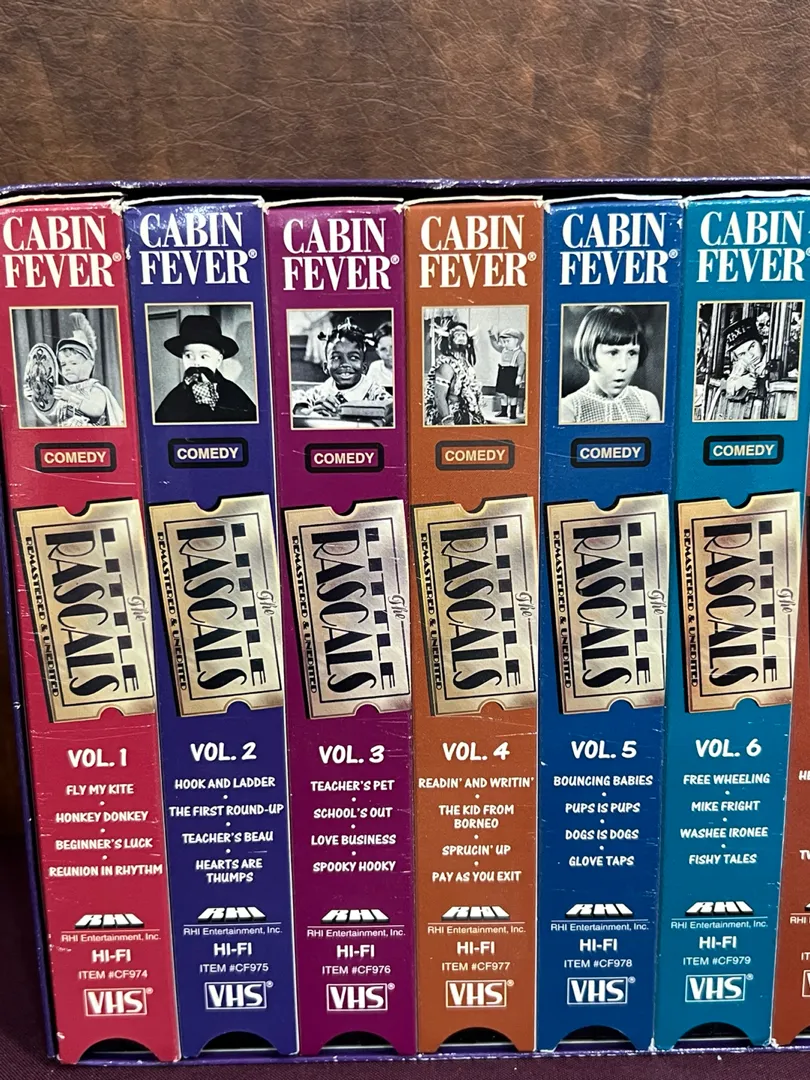 CABIN
FEVER®
COMEDY
The
LITTLE
RASCALS
REMASTERED & UNEDITED
VOL. 1
FLY MY KITE
•
HONKEY DONKEY
•
BEGINNER'S LUCK
•
REUNION IN RHYTHM
RHI
RHI Entertainment, Inc.
HI-FI
ITEM #CF974
VHS®
CABIN
FEVER®
COMEDY
The
LITTLE
RASCALS
REMASTERED & UNEDITED
VOL. 2
HOOK AND LADDER
•
THE FIRST ROUND-UP
•
TEACHER'S BEAU
•
HEARTS ARE
THUMPS
RHI
RHI Entertainment, Inc.
HI-FI
ITEM #CF975
VHS®
CABIN
FEVER®
COMEDY
The
LITTLE
RASCALS
REMASTERED & UNEDITED
VOL. 3
TEACHER'S PET
•
SCHOOL'S OUT
•
LOVE BUSINESS
•
SPOOKY HOOKY
RHI
RHI Entertainment, Inc.
HI-FI
ITEM #CF976
VHS®
CABIN
FEVER®
COMEDY
The
LITTLE
RASCALS
REMASTERED & UNEDITED
VOL. 4
READIN' AND WRITIN'
•
THE KID FROM
BORNEO
•
SPRUCIN' UP
•
PAY AS YOU EXIT
RHI
RHI Entertainment, Inc.
HI-FI
ITEM #CF977
VHS®
CABIN
FEVER®
COMEDY
The
LITTLE
RASCALS
REMASTERED & UNEDITED
VOL. 5
BOUNCING BABIES
•
PUPS IS PUPS
•
DOGS IS DOGS
•
GLOVE TAPS
RHI
RHI Entertainment, Inc.
HI-FI
ITEM #CF978
VHS®
CABIN
FEVER
TAXI
COMEDY
The
LITTLE
RASCALS
REMASTERED & UNEDITED
VOL. 6
FREE WHEELING
•
MIKE FRIGHT
•
WASHEE IRONEE
•
FISHY TALES
RHI
RHI Entertainment, Inc.
HI-FI
ITEM #CF979
VHS®